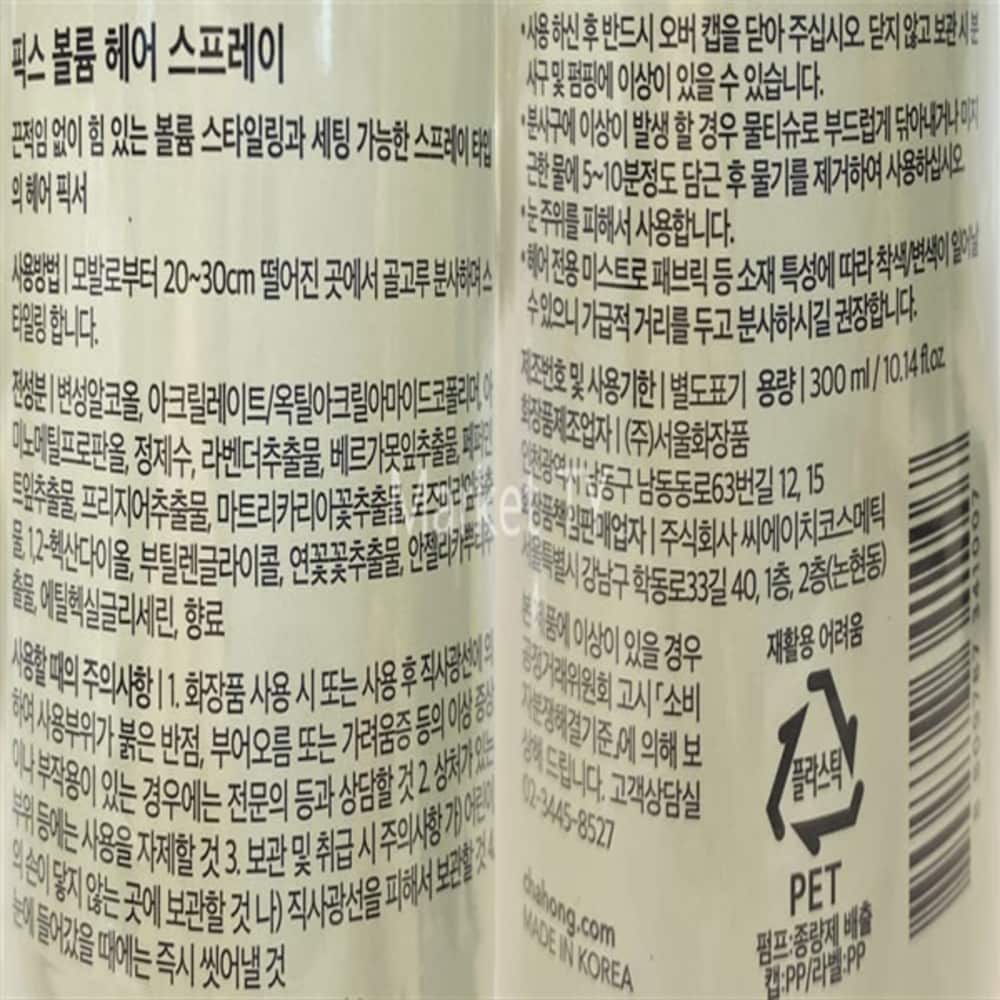 픽스 볼륨 헤어 스프레이
끈적임 없이 힘 있는 볼륨 스타일링과 세팅 가능한 스프레이 타입
의 헤어 픽서
사용방법 | 모발로부터 20~30cm 떨어진 곳에서 골고루 분사하며 스
타일링 합니다.
전성분 | 변성알코올, 아크릴레이트/옥틸아크릴아마이드코폴리머, 아
미노메틸프로판올, 정제수, 라벤더추출물, 베르가못잎추출물, 페퍼민
트잎추출물, 프리지어추출물, 마트리카리아꽃추출물, 로즈마리잎추출
물, 1,2-헥산다이올, 부틸렌글라이콜, 연꽃꽃추출물, 안젤리카뿌리추
출물, 에틸헥실글리세린, 향료
사용할 때의 주의사항 | 1. 화장품 사용 시 또는 사용 후 직사광선에 의
하여 사용부위가 붉은 반점, 부어오름 또는 가려움증 등의 이상 증상
이나 부작용이 있는 경우에는 전문의 등과 상담할 것 2. 상처가 있는
부위 등에는 사용을 자제할 것 3. 보관 및 취급 시 주의사항 가) 어린이
의 손이 닿지 않는 곳에 보관할 것 나) 직사광선을 피해서 보관할 것 4.
눈에 들어갔을 때에는 즉시 씻어낼 것
•사용 하신 후 반드시 오버 캡을 닫아 주십시오. 닫지 않고 보관 시 분
사구 및 펌핑에 이상이 있을 수 있습니다.
•분사구에 이상이 발생 할 경우 물티슈로 부드럽게 닦아내거나 미지
근한 물에 5~10분정도 담근 후 물기를 제거하여 사용하십시오.
•눈 주위를 피해서 사용합니다.
•헤어 전용 미스트로 패브릭 등 소재 특성에 따라 착색/변색이 일어날
수 있으니 가급적 거리를 두고 분사하시길 권장합니다.
제조번호 및 사용기한 | 별도표기 용량 | 300 ml / 10.14 fl.oz.
화장품제조업자 | (주)서울화장품
인천광역시 남동구 남동동로63번길 12, 15
화장품책임판매업자 | 주식회사 씨에이치코스메틱
서울특별시 강남구 학동로33길 40, 1층, 2층(논현동)
본 제품에 이상이 있을 경우
공정거래위원회 고시 「소비
자분쟁해결기준」에 의해 보
상해 드립니다. 고객상담실
02-3445-8527
chahong.com
MADE IN KOREA
재활용 어려움
플라스틱
PET
펌프:종량제 배출
캡:PP/라벨:PP